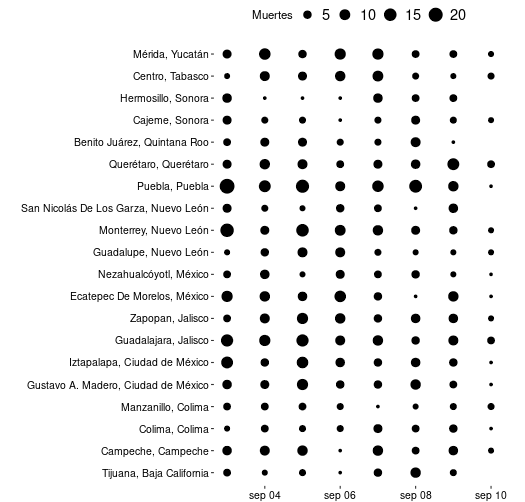 Muertes 5 10 15 20
Mérida, Yucatán
Centro, Tabasco
Hermosillo, Sonora
Cajeme, Sonora
Benito Juárez, Quintana Roo
Querétaro, Querétaro
Puebla, Puebla
San Nicolás De Los Garza, Nuevo León
Monterrey, Nuevo León
Guadalupe, Nuevo León
Nezahualcóyotl, México
Ecatepec De Morelos, México
Zapopan, Jalisco
Guadalajara, Jalisco
Iztapalapa, Ciudad de México
Gustavo A. Madero, Ciudad de México
Manzanillo, Colima
Colima, Colima
Campeche, Campeche
Tijuana, Baja California
sep 04 sep 06 sep 08 sep 10